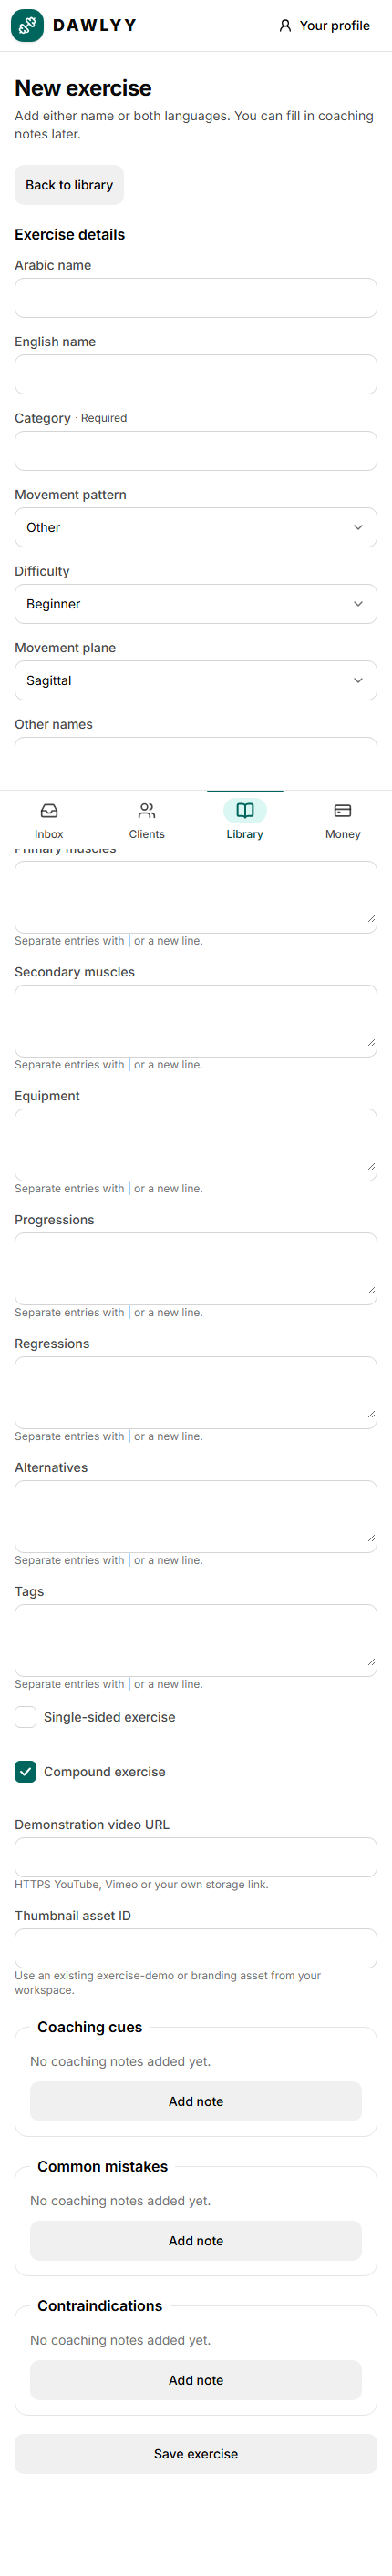 DAWLYY
Your profile
New exercise
Add either name or both languages. You can fill in coaching
notes later.
Back to library
Exercise details
Arabic name
English name
Category · Required
Movement pattern
Other
Difficulty
Beginner
Movement plane
Sagittal
Other names
Inbox
Clients
Library
Money
Primary muscles
Separate entries with | or a new line.
Secondary muscles
Separate entries with | or a new line.
Equipment
Separate entries with | or a new line.
Progressions
Separate entries with | or a new line.
Regressions
Separate entries with | or a new line.
Alternatives
Separate entries with | or a new line.
Tags
Separate entries with | or a new line.
Single-sided exercise
Compound exercise
Demonstration video URL
HTTPS YouTube, Vimeo or your own storage link.
Thumbnail asset ID
Use an existing exercise-demo or branding asset from your
workspace.
Coaching cues
No coaching notes added yet.
Add note
Common mistakes
No coaching notes added yet.
Add note
Contraindications
No coaching notes added yet.
Add note
Save exercise